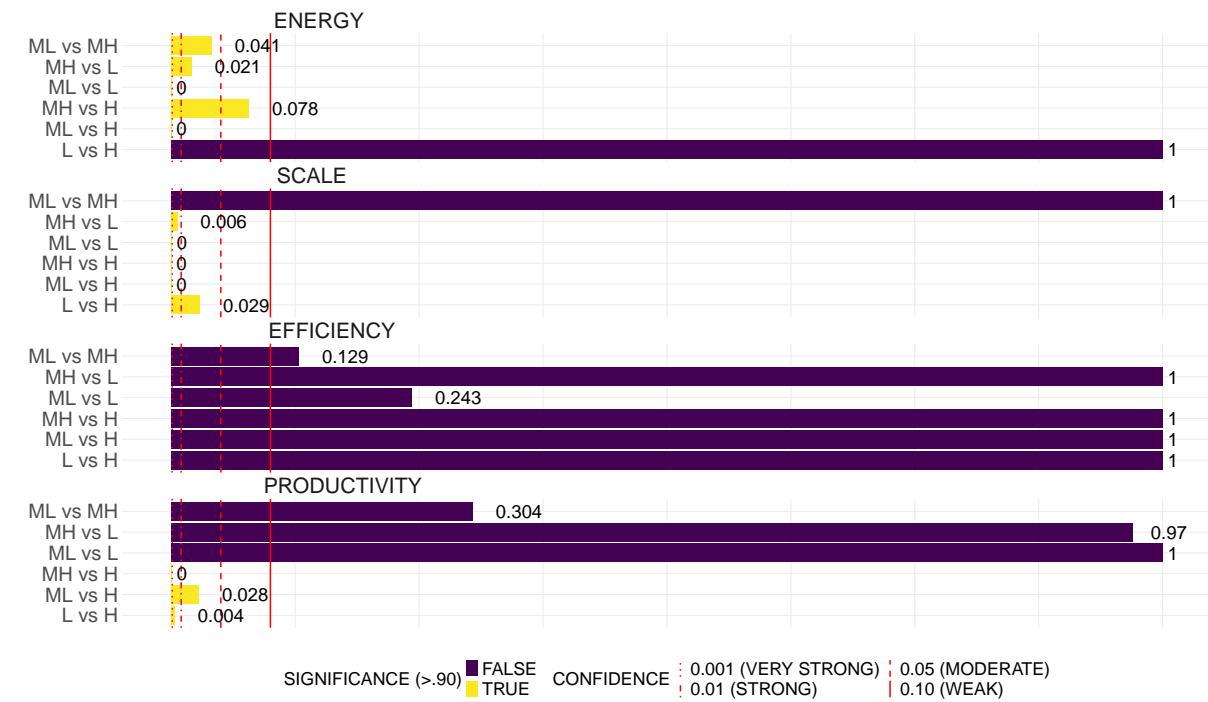 ENERGY
ML vs MH 0.041
MH vs L 0.021
ML vs L 0
MH vs H 0.078
ML vs H 0
L vs H 1
SCALE
ML vs MH 1
MH vs L 0.006
ML vs L 0
MH vs H 0
ML vs H 0
L vs H 0.029
EFFICIENCY
ML vs MH 0.129
MH vs L 1
ML vs L 0.243
MH vs H 1
ML vs H 1
L vs H 1
PRODUCTIVITY
ML vs MH 0.304
MH vs L 0.97
ML vs L 1
MH vs H 0
ML vs H 0.028
L vs H 0.004
SIGNIFICANCE (>.90) FALSE TRUE
CONFIDENCE 0.001 (VERY STRONG) 0.05 (MODERATE)
0.01 (STRONG) 0.10 (WEAK)